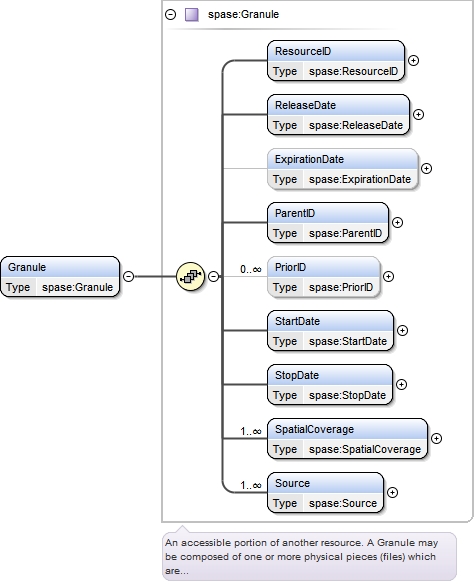 spase:Granule
ResourceID
Type spase:ResourceID
ReleaseDate
Type spase:ReleaseDate
ExpirationDate
Type spase:ExpirationDate
ParentID
Type spase:ParentID
Granule
Type spase:Granule
0..∞
PriorID
Type spase:PriorID
StartDate
Type spase:StartDate
StopDate
Type spase:StopDate
1..∞
SpatialCoverage
Type spase:SpatialCoverage
1..∞
Source
Type spase:Source
An accessible portion of another resource. A Granule may
be composed of one or more physical pieces (files) which
are...